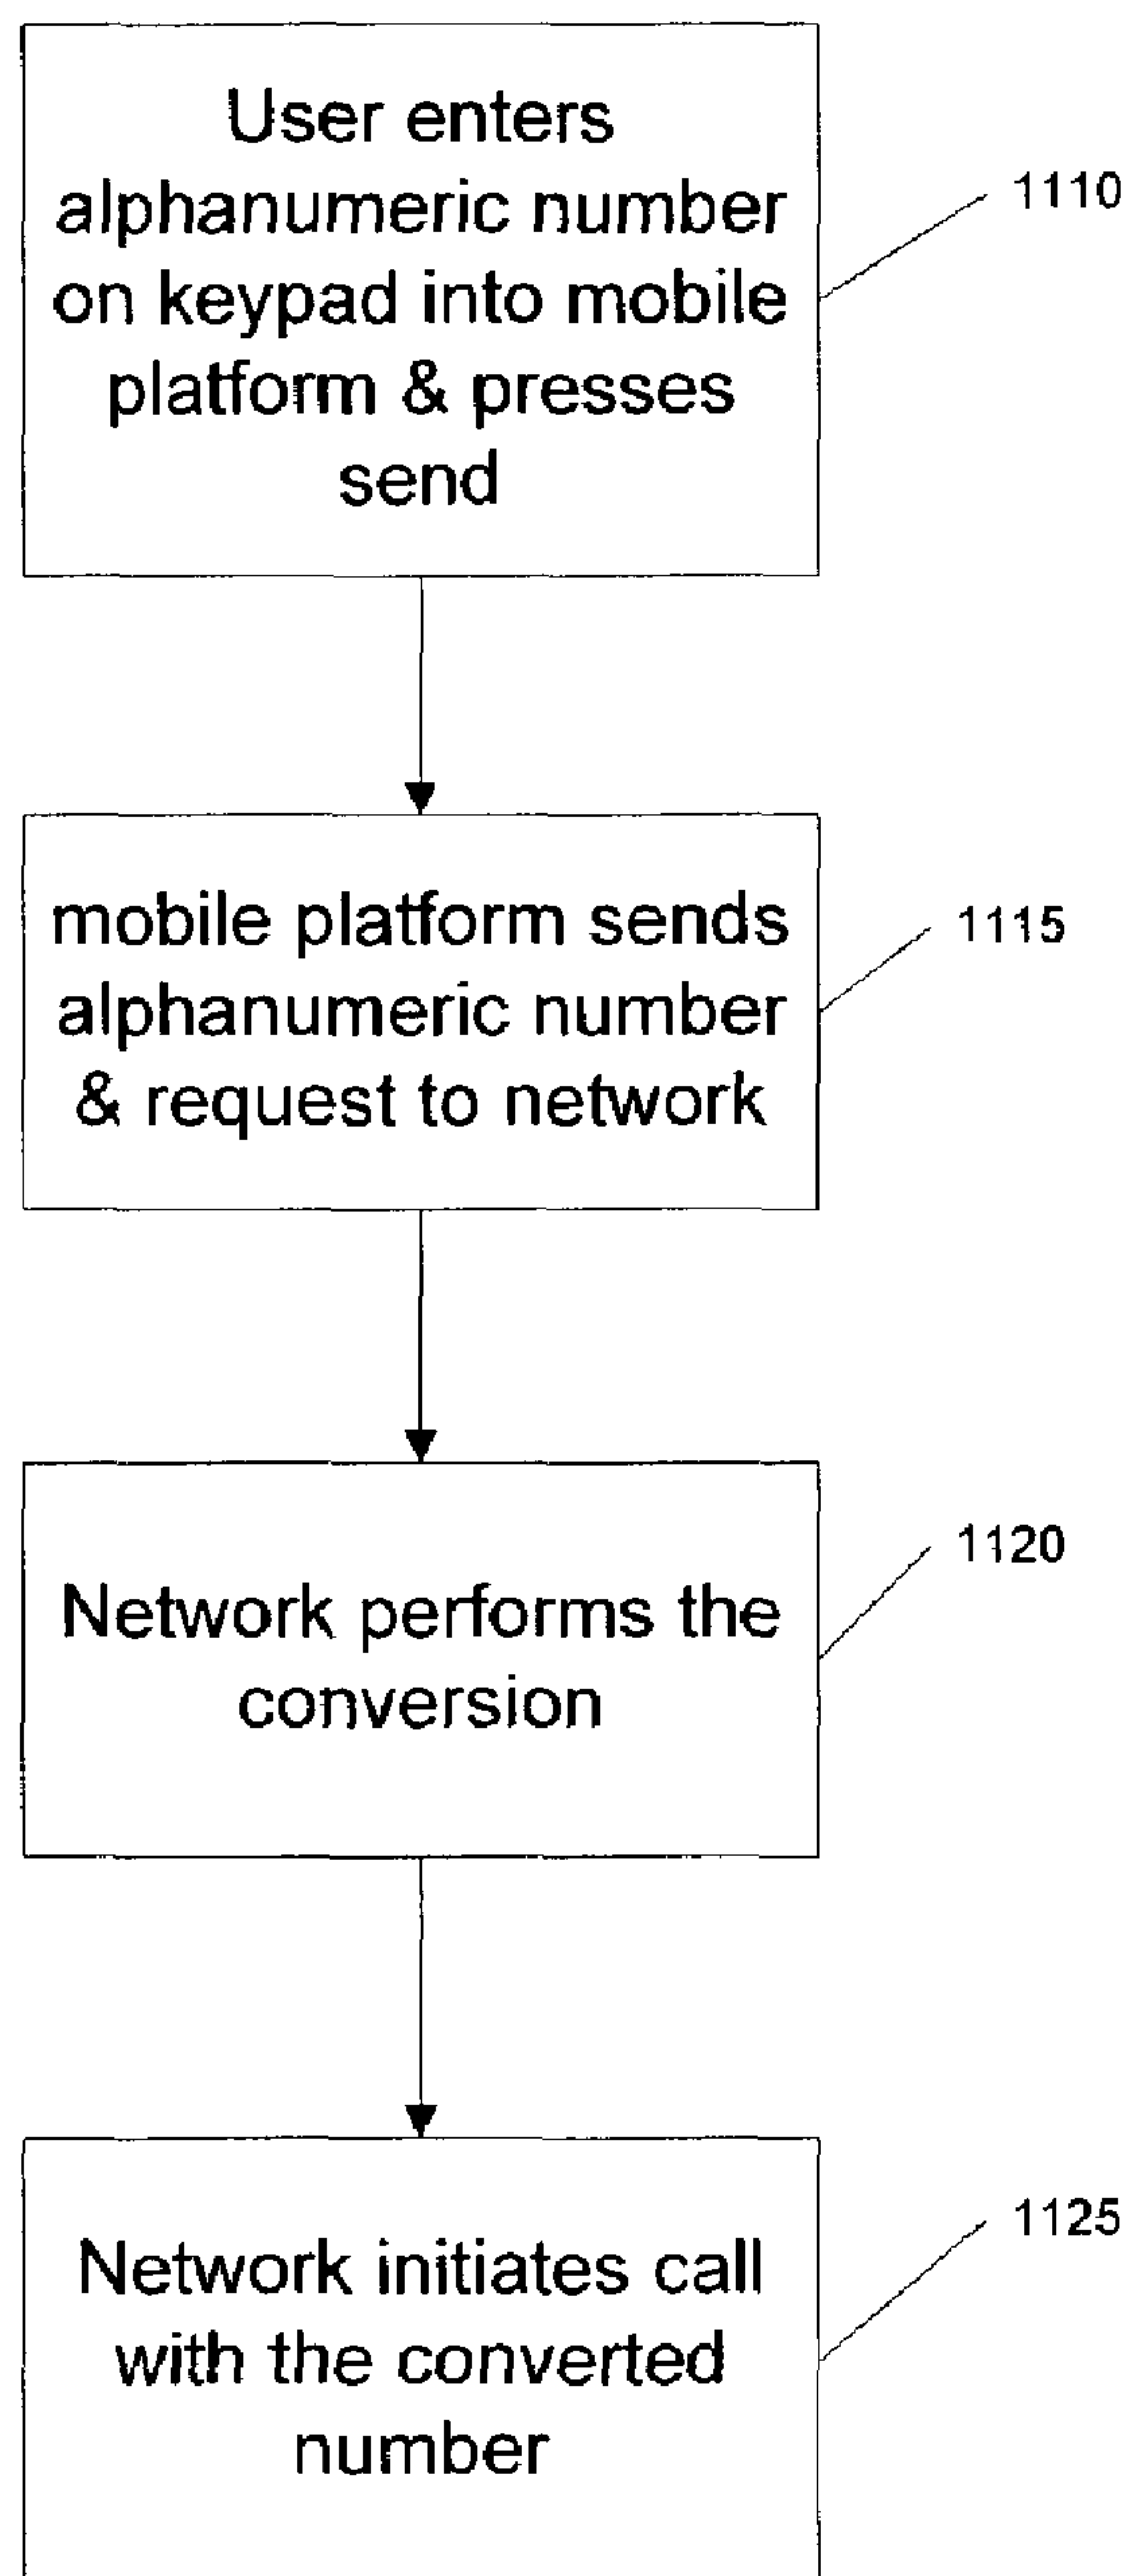 User enters
alphanumeric number
on keypad into mobile
platform & presses
send
1110
mobile platform sends
alphanumeric number
& request to network
1115
Network performs the
conversion
1120
Network initiates call
with the converted
number
1125